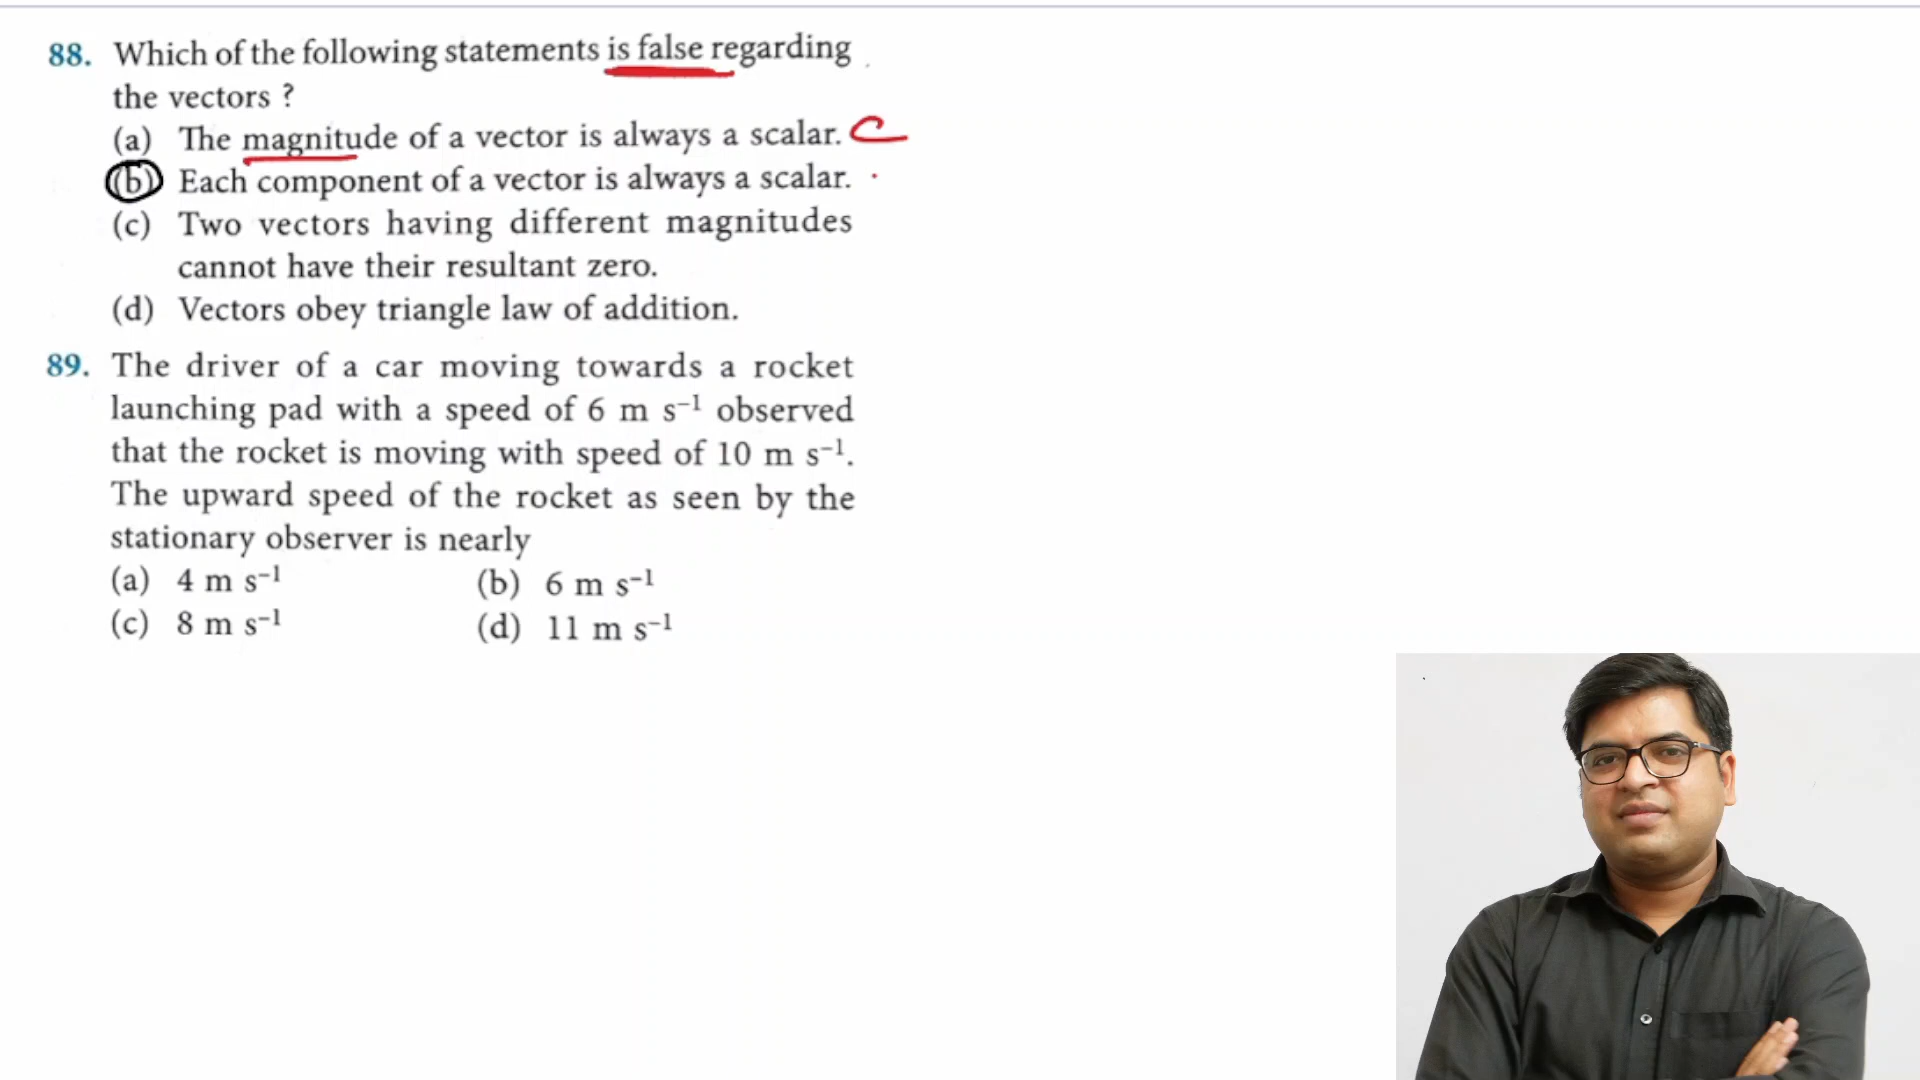 88. Which of the following statements is false regarding
the vectors ?
(a) The magnitude of a vector is always a scalar. C
(b) Each component of a vector is always a scalar.
(c) Two vectors having different magnitudes
cannot have their resultant zero.
(d) Vectors obey triangle law of addition.
89. The driver of a car moving towards a rocket
launching pad with a speed of 6 m s⁻¹ observed
that the rocket is moving with speed of 10 m s⁻¹.
The upward speed of the rocket as seen by the
stationary observer is nearly
(a) 4 m s⁻¹ (b) 6 m s⁻¹
(c) 8 m s⁻¹ (d) 11 m s⁻¹